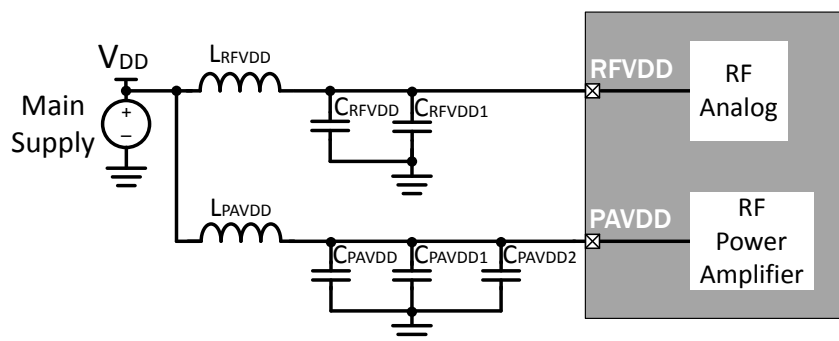 VDD
LRFVDD
RFVDD
RF
Analog
CRFVDD
CRFVDD1
Main
Supply
+
–
LPAVDD
PAVDD
RF
Power
Amplifier
CPAVDD
CPAVDD1
CPAVDD2